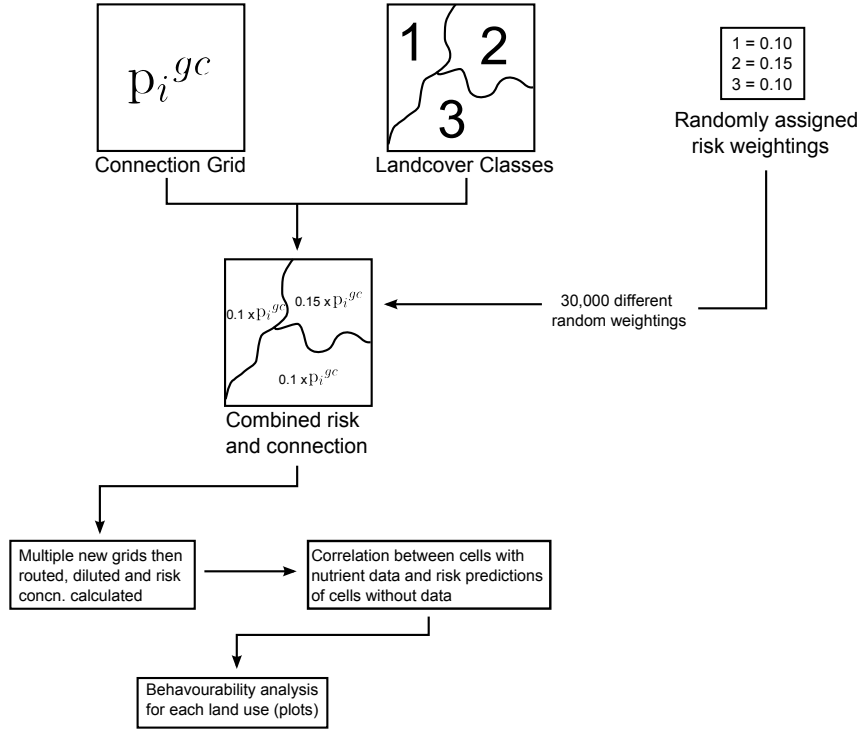 p_i^gc
Connection Grid
1
2
3
Landcover Classes
1 = 0.10
2 = 0.15
3 = 0.10
Randomly assigned
risk weightings
30,000 different
random weightings
0.1 x p_i^gc
0.15 x p_i^gc
0.1 x p_i^gc
Combined risk
and connection
Multiple new grids then
routed, diluted and risk
concn. calculated
Correlation between cells with
nutrient data and risk predictions
of cells without data
Behavourability analysis
for each land use (plots)